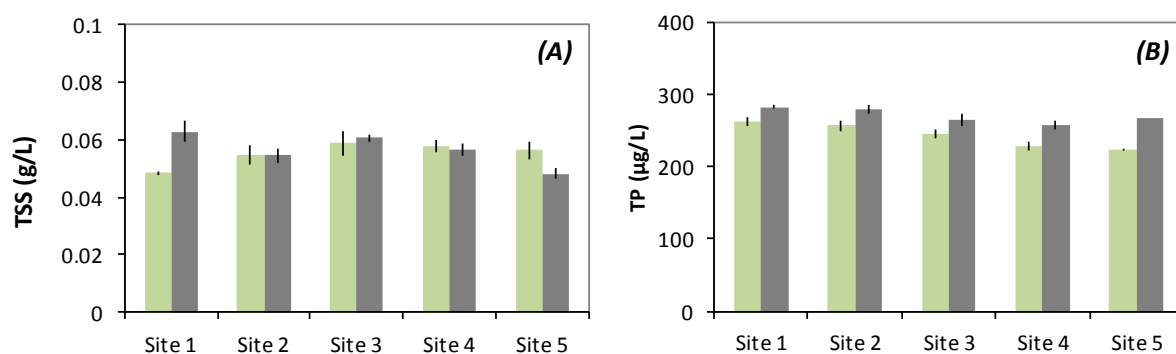 (A)
TSS (g/L)
0.1
0.08
0.06
0.04
0.02
0
Site 1 Site 2 Site 3 Site 4 Site 5
(B)
TP (µg/L)
400
300
200
100
0
Site 1 Site 2 Site 3 Site 4 Site 5